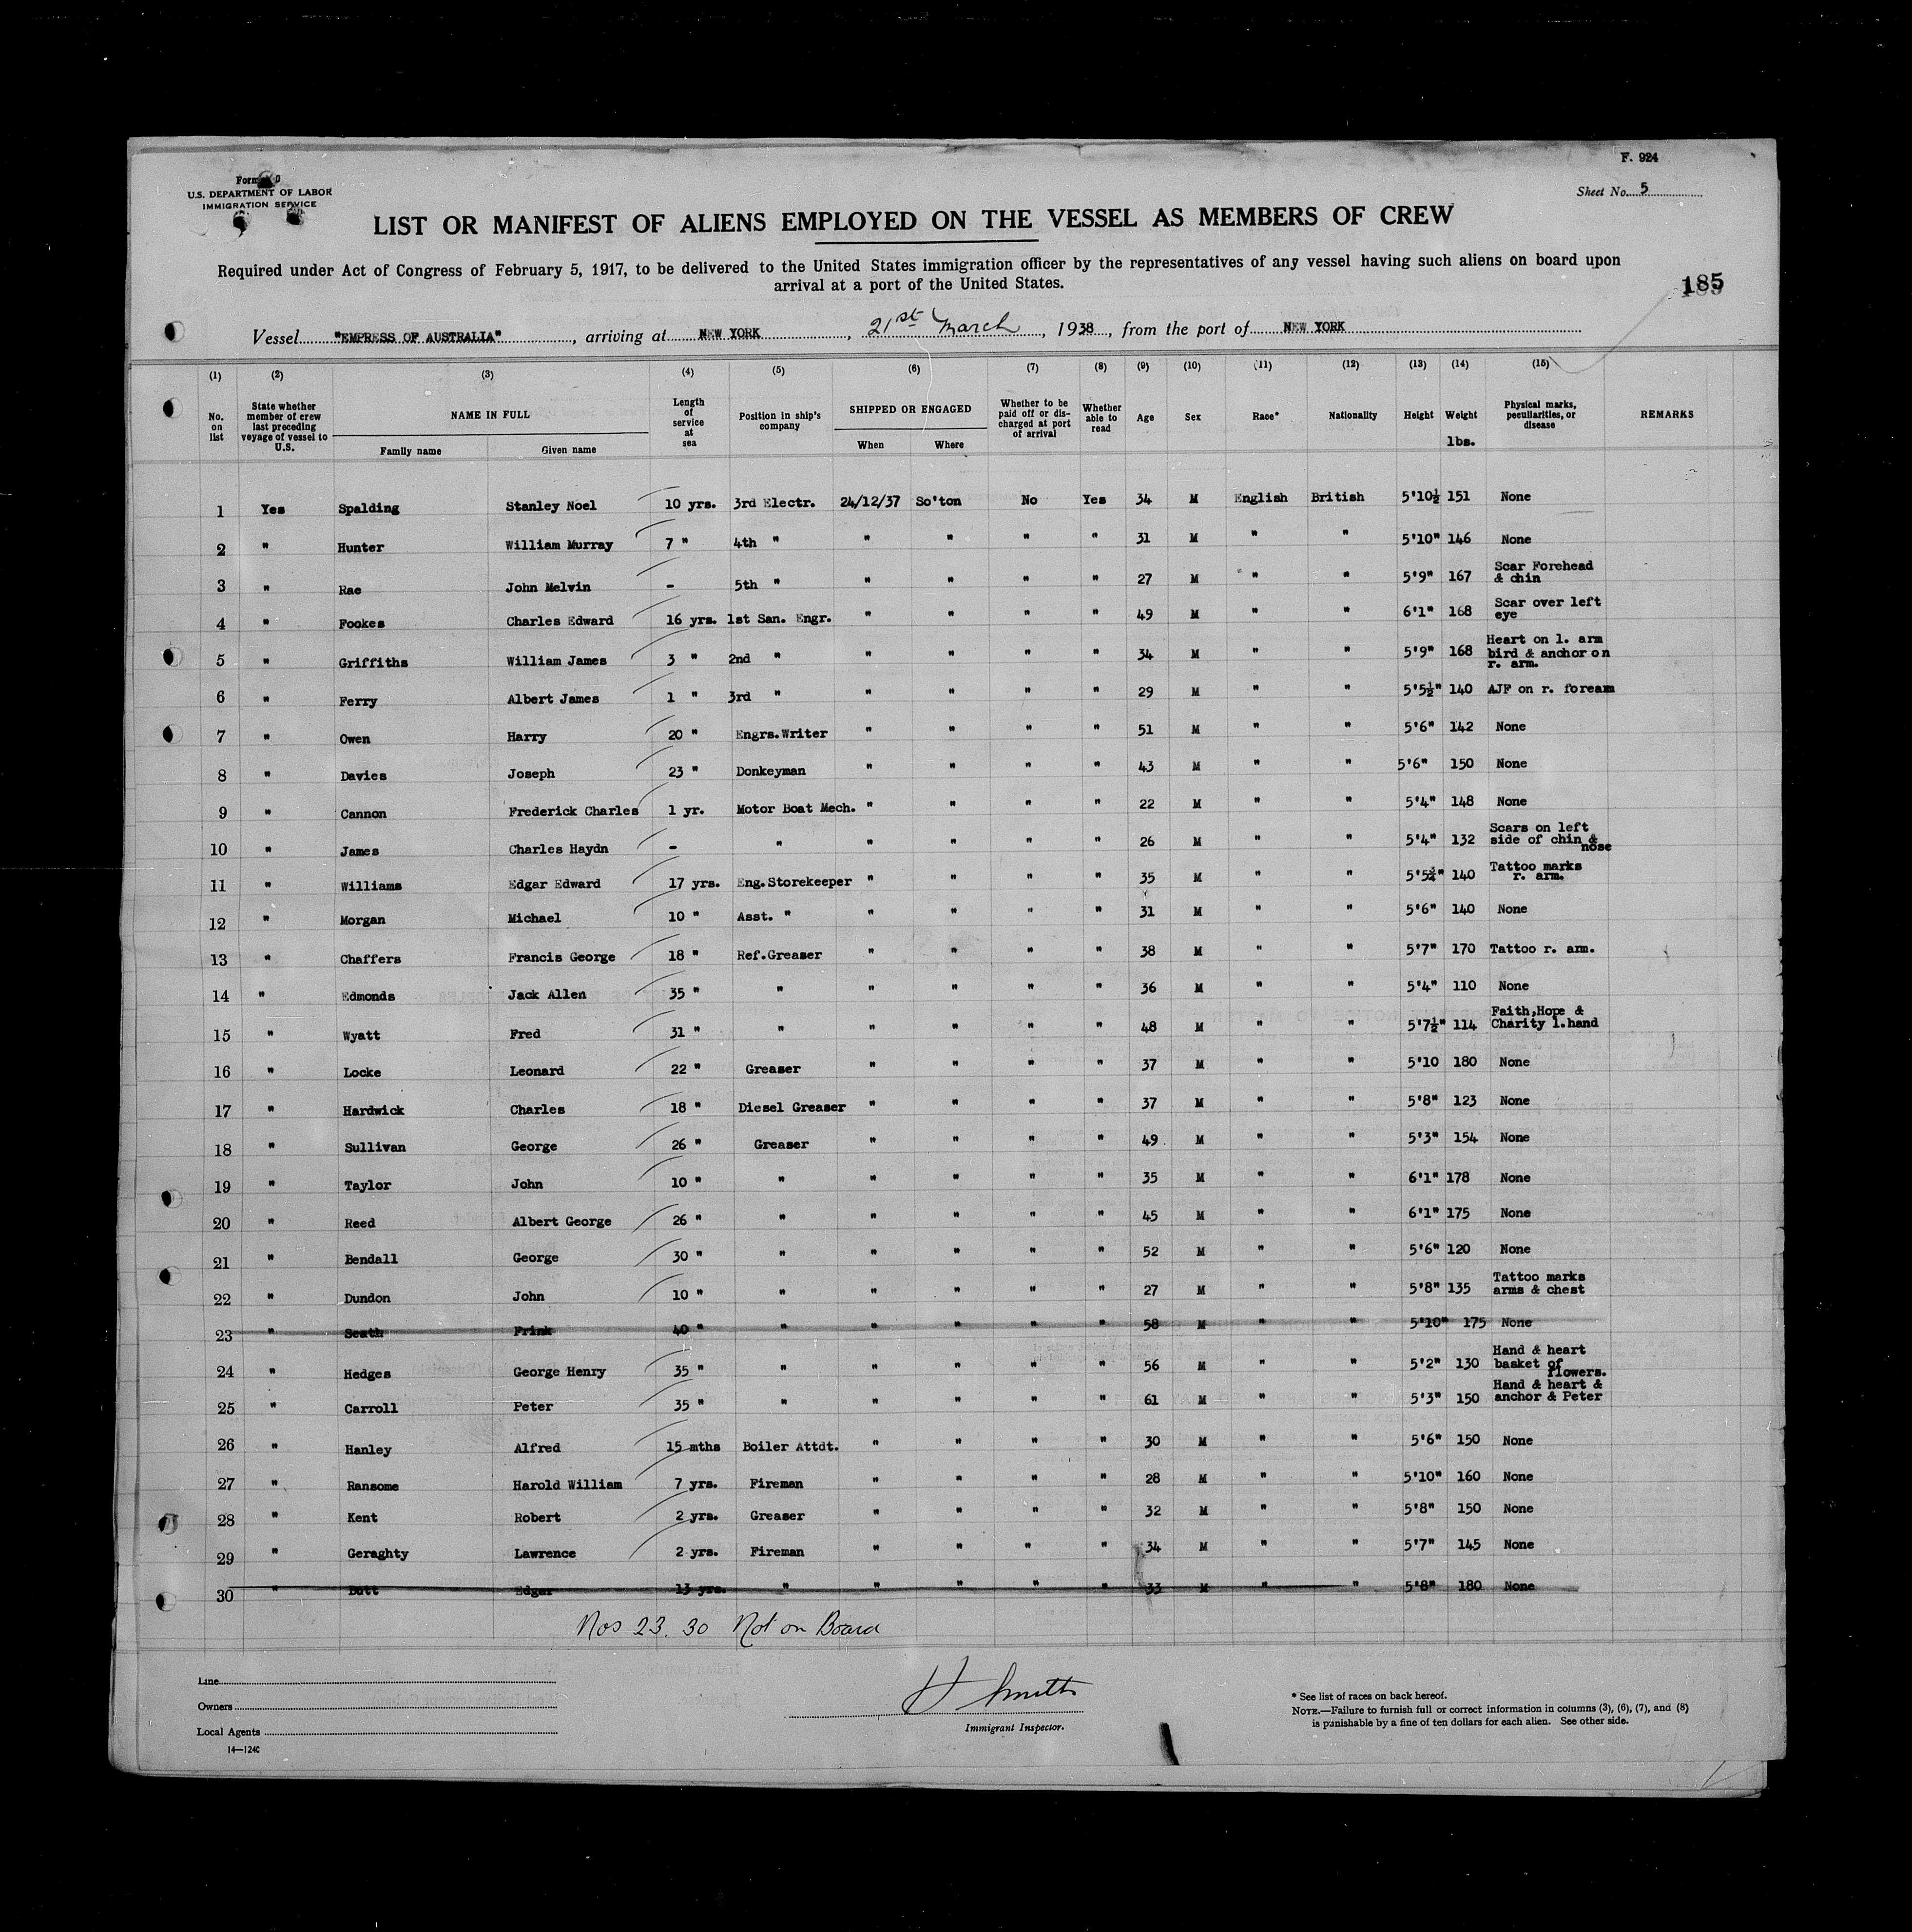 F. 924
Form
U.S. DEPARTMENT OF LABOR
IMMIGRATION SERVICE
Sheet No. 5
LIST OR MANIFEST OF ALIENS EMPLOYED ON THE VESSEL AS MEMBERS OF CREW
Required under Act of Congress of February 5, 1917, to be delivered to the United States immigration officer by the representatives of any vessel having such aliens on board upon
arrival at a port of the United States.
185
Vessel "EMPRESS OF AUSTRALIA", arriving at NEW YORK, 21st March, 1938, from the port of NEW YORK
(1) (2) (3) (4) (5) (6) (7) (8) (9) (10) (11) (12) (13) (14) (15)
No. on list
State whether member of crew last preceding voyage of vessel to U.S.
NAME IN FULL
Family name
Given name
Length of service at sea
Position in ship's company
SHIPPED OR ENGAGED
When
Where
Whether to be paid off or discharged at port of arrival
Whether able to read
Age
Sex
Race*
Nationality
Height
Weight lbs.
Physical marks, peculiarities, or disease
REMARKS
1 Yes Spalding Stanley Noel 10 yrs. 3rd Electr. 24/12/37 So'ton No Yes 34 M English British 5'10½ 151 None
2 " Hunter William Murray 7 " 4th " " " " " 31 M " " 5'10" 146 None
3 " Rae John Melvin - 5th " " " " " 27 M " " 5'9" 167 Scar Forehead & chin
4 " Fookes Charles Edward 16 yrs. 1st San. Engr. " " " " 49 M " " 6'1" 168 Scar over left eye
5 " Griffiths William James 3 " 2nd " " " " " 34 M " " 5'9" 168 Heart on l. arm bird & anchor on r. arm.
6 " Ferry Albert James 1 " 3rd " " " " " 29 M " " 5'5½" 140 AJF on r. foream
7 " Owen Harry 20 " Engrs.Writer " " " " 51 M " " 5'6" 142 None
8 " Davies Joseph 23 " Donkeyman " " " " 43 M " " 5'6" 150 None
9 " Cannon Frederick Charles 1 yr. Motor Boat Mech. " " " " 22 M " " 5'4" 148 None
10 " James Charles Haydn - " " " " " 26 M " " 5'4" 132 Scars on left side of chin & nose
11 " Williams Edgar Edward 17 yrs. Eng.Storekeeper " " " " 35 M " " 5'5¾" 140 Tattoo marks r. arm.
12 " Morgan Michael 10 " Asst. " " " " " 31 M " " 5'6" 140 None
13 " Chaffers Francis George 18 " Ref.Greaser " " " " 38 M " " 5'7" 170 Tattoo r. arm.
14 " Edmonds Jack Allen 35 " " " " " " 36 M " " 5'4" 110 None
15 " Wyatt Fred 31 " " " " " " 48 M " " 5'7½" 114 Faith,Hope & Charity l.hand
16 " Locke Leonard 22 " Greaser " " " " 37 M " " 5'10 180 None
17 " Hardwick Charles 18 " Diesel Greaser " " " " 37 M " " 5'8" 123 None
18 " Sullivan George 26 " Greaser " " " " 49 M " " 5'3" 154 None
19 " Taylor John 10 " " " " " " 35 M " " 6'1" 178 None
20 " Reed Albert George 26 " " " " " " 45 M " " 6'1" 175 None
21 " Bendall George 30 " " " " " " 52 M " " 5'6" 120 None
22 " Dundon John 10 " " " " " " 27 M " " 5'8" 135 Tattoo marks arms & chest
23 " Seath Frink 40 " " " " " " 58 M " " 5'10" 175 None
24 " Hedges George Henry 35 " " " " " " 56 M " " 5'2" 130 Hand & heart basket of flowers.
25 " Carroll Peter 35 " " " " " " 61 M " " 5'3" 150 Hand & heart & anchor & Peter
26 " Hanley Alfred 15 mths Boiler Attdt. " " " " 30 M " " 5'6" 150 None
27 " Ransome Harold William 7 yrs. Fireman " " " " 28 M " " 5'10" 160 None
28 " Kent Robert 2 yrs. Greaser " " " " 32 M " " 5'8" 150 None
29 " Geraghty Lawrence 2 yrs. Fireman " " " " 34 M " " 5'7" 145 None
30 " Butt Edgar 13 yrs. " " " " " 33 M " " 5'8" 180 None
Nos 23. 30 Not on Board
Line
Owners
Local Agents
14—1240
H Smith
Immigrant Inspector.
* See list of races on back hereof.
NOTE.—Failure to furnish full or correct information in columns (3), (6), (7), and (8)
is punishable by a fine of ten dollars for each alien. See other side.